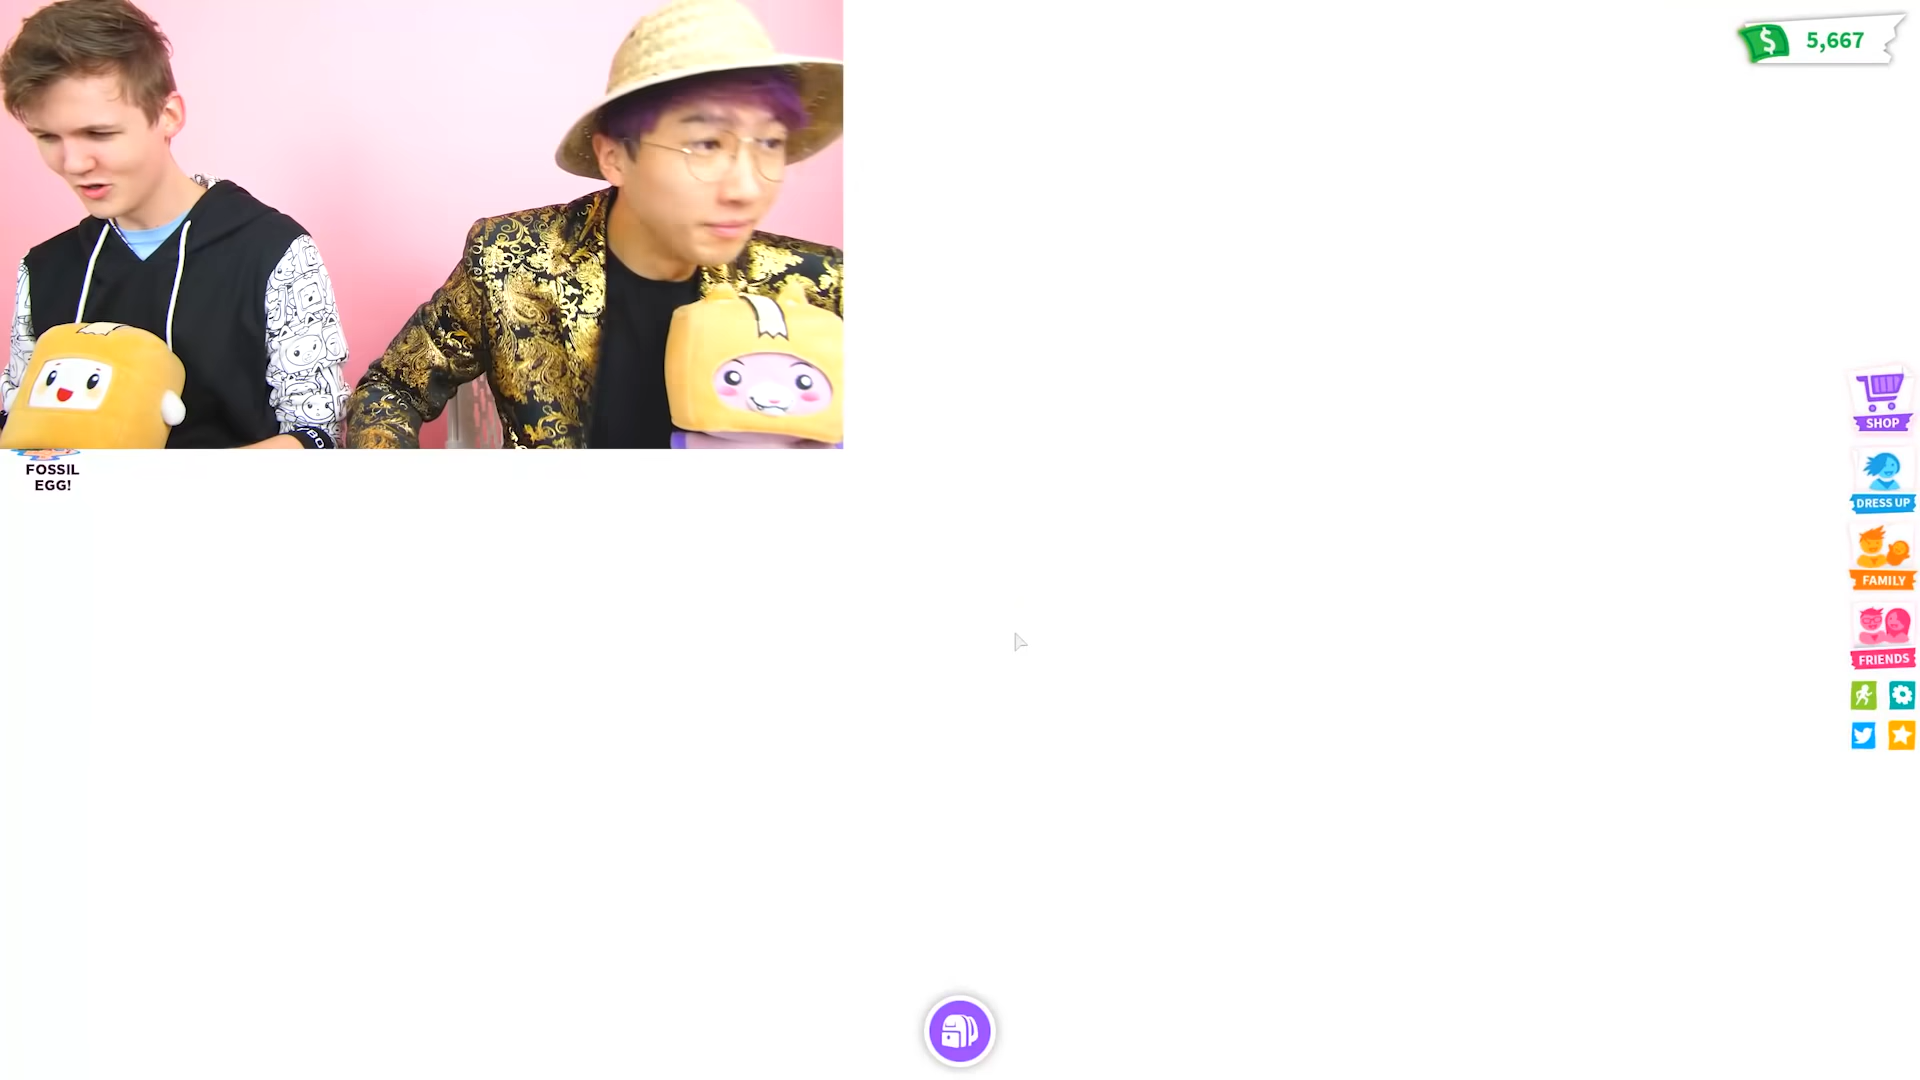 5,667
SHOP
FOSSIL
EGG!
DRESS UP
FAMILY
FRIENDS